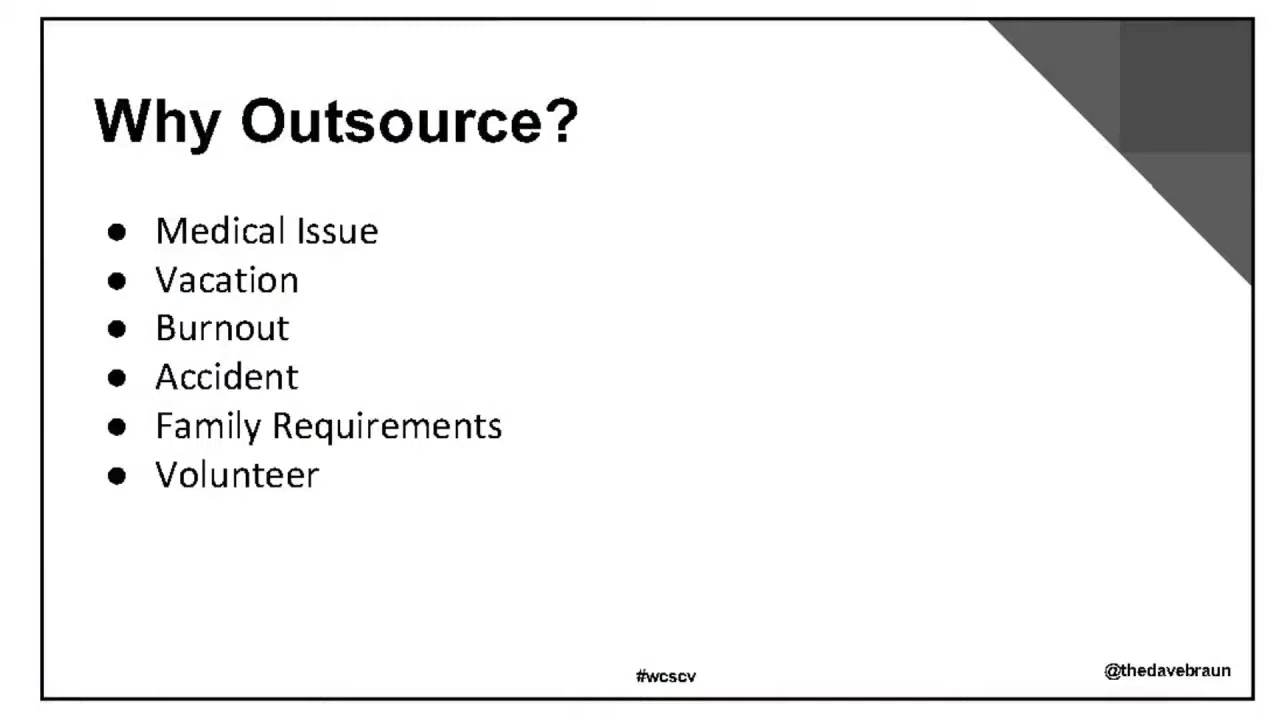 Why Outsource?
● Medical Issue
● Vacation
● Burnout
● Accident
● Family Requirements
● Volunteer
#wcscv
@thedavebraun